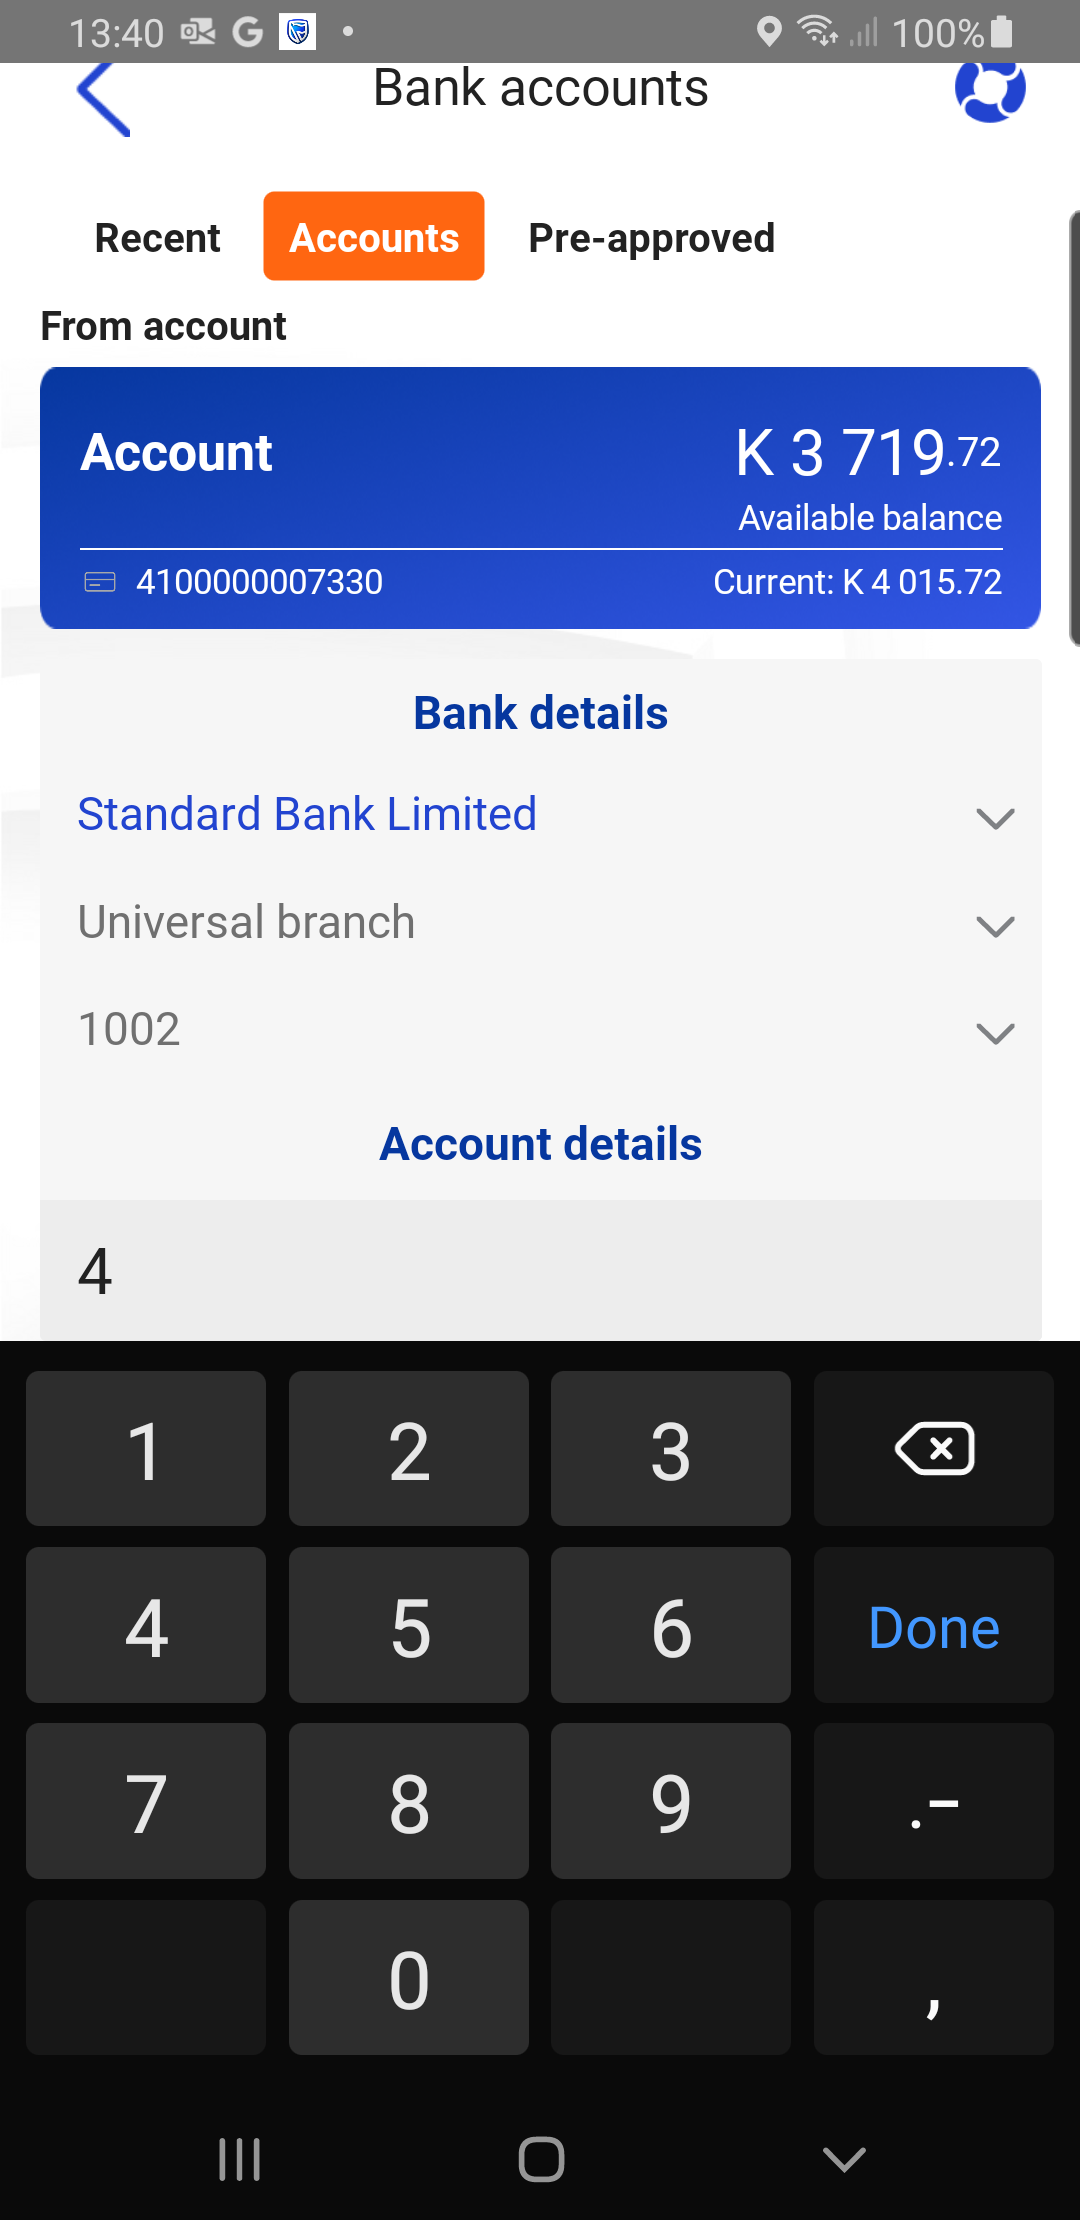 13:40 100%
Bank accounts
Recent Accounts Pre-approved
From account
Account K 3 719.72
Available balance
4100000007330 Current: K 4 015.72
Bank details
Standard Bank Limited
Universal branch
1002
Account details
4
1 2 3
4 5 6 Done
7 8 9 .-
0 ,